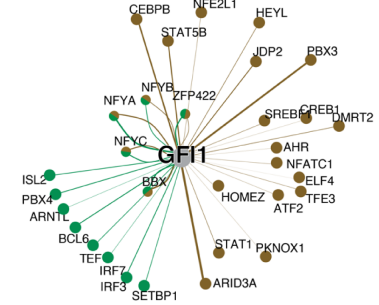 NFE2L1
CEBPB
HEYL
STAT5B
JDP2
PBX3
NFYB
ZFP422
NFYA
CREB1
SREBF1
DMRT2
NFYC
GFI1
AHR
NFATC1
ISL2
BBX
ELF4
PBX4
HOMEZ
TFE3
ARNTL
ATF2
BCL6
STAT1
PKNOX1
TEF
IRF7
IRF3
ARID3A
SETBP1